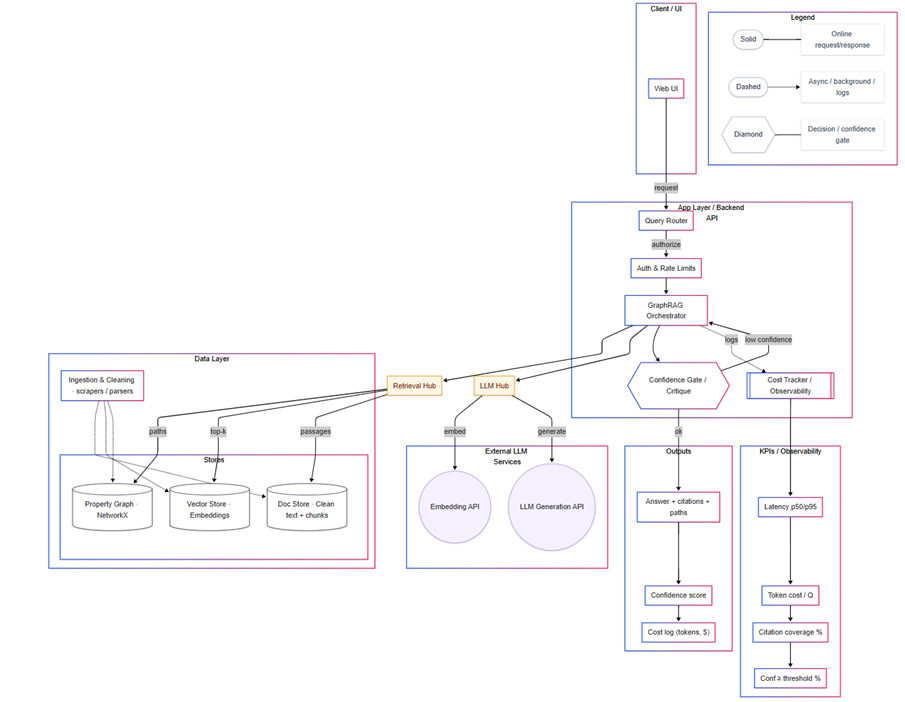 Client / UI
Web UI
Legend
Solid
Online
request/response
Dashed
Async / background /
logs
Diamond
Decision / confidence
gate
request
App Layer / Backend
API
Query Router
authorize
Auth & Rate Limits
GraphRAG
Orchestrator
logs
low confidence
Confidence Gate /
Critique
Cost Tracker /
Observability
Data Layer
Ingestion & Cleaning
· scrapers / parsers
Retrieval Hub
LLM Hub
paths
top-k
passages
embed
generate
ok
Stores
Property Graph ·
NetworkX
Vector Store ·
Embeddings
Doc Store · Clean
text + chunks
External LLM
Services
Embedding API
LLM Generation API
Outputs
Answer + citations +
paths
Confidence score
Cost log (tokens, $)
KPIs / Observability
Latency p50/p95
Token cost / Q
Citation coverage %
Conf ≥ threshold %